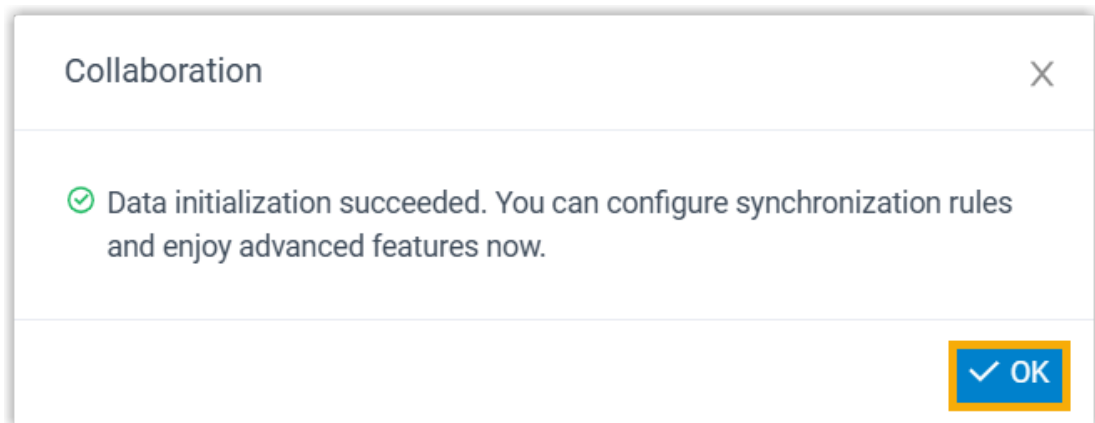 Collaboration
Data initialization succeeded. You can configure synchronization rules
and enjoy advanced features now.
OK